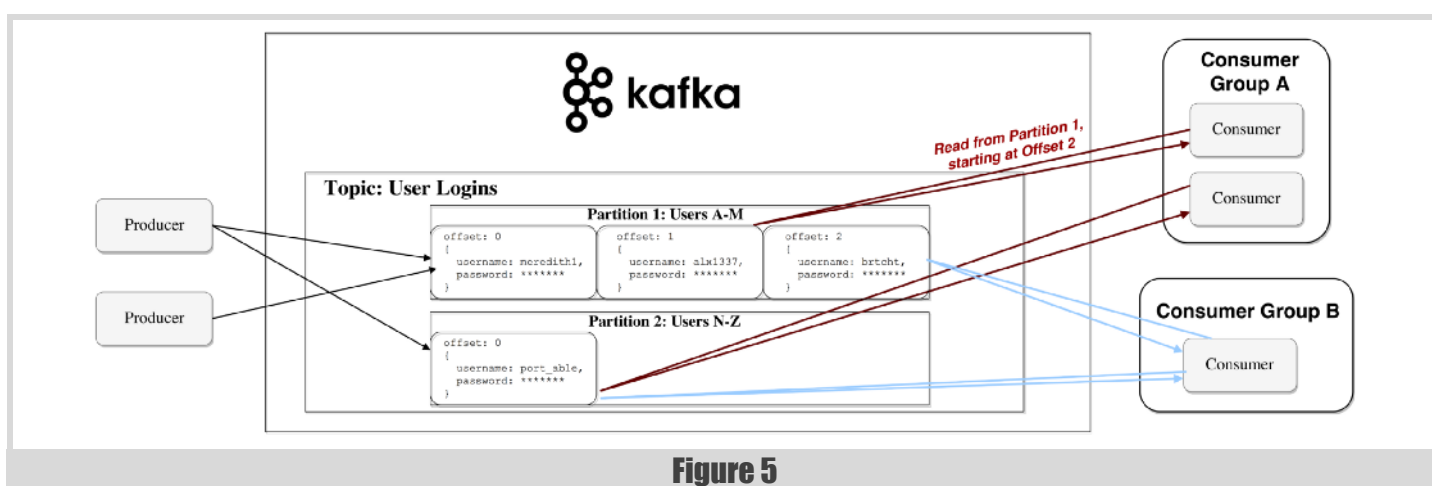 kafka
Consumer
Group A
Consumer
Consumer
Read from Partition 1,
starting at Offset 2
Topic: User Logins
Producer
Producer
Partition 1: Users A-M
offset: 0
{
username: meredith1,
password: *******
}
offset: 1
{
username: alx1337,
password: *******
}
offset: 2
{
username: brtcht,
password: *******
}
Partition 2: Users N-Z
offset: 0
{
username: port_able,
password: *******
}
Consumer Group B
Consumer
Figure 5